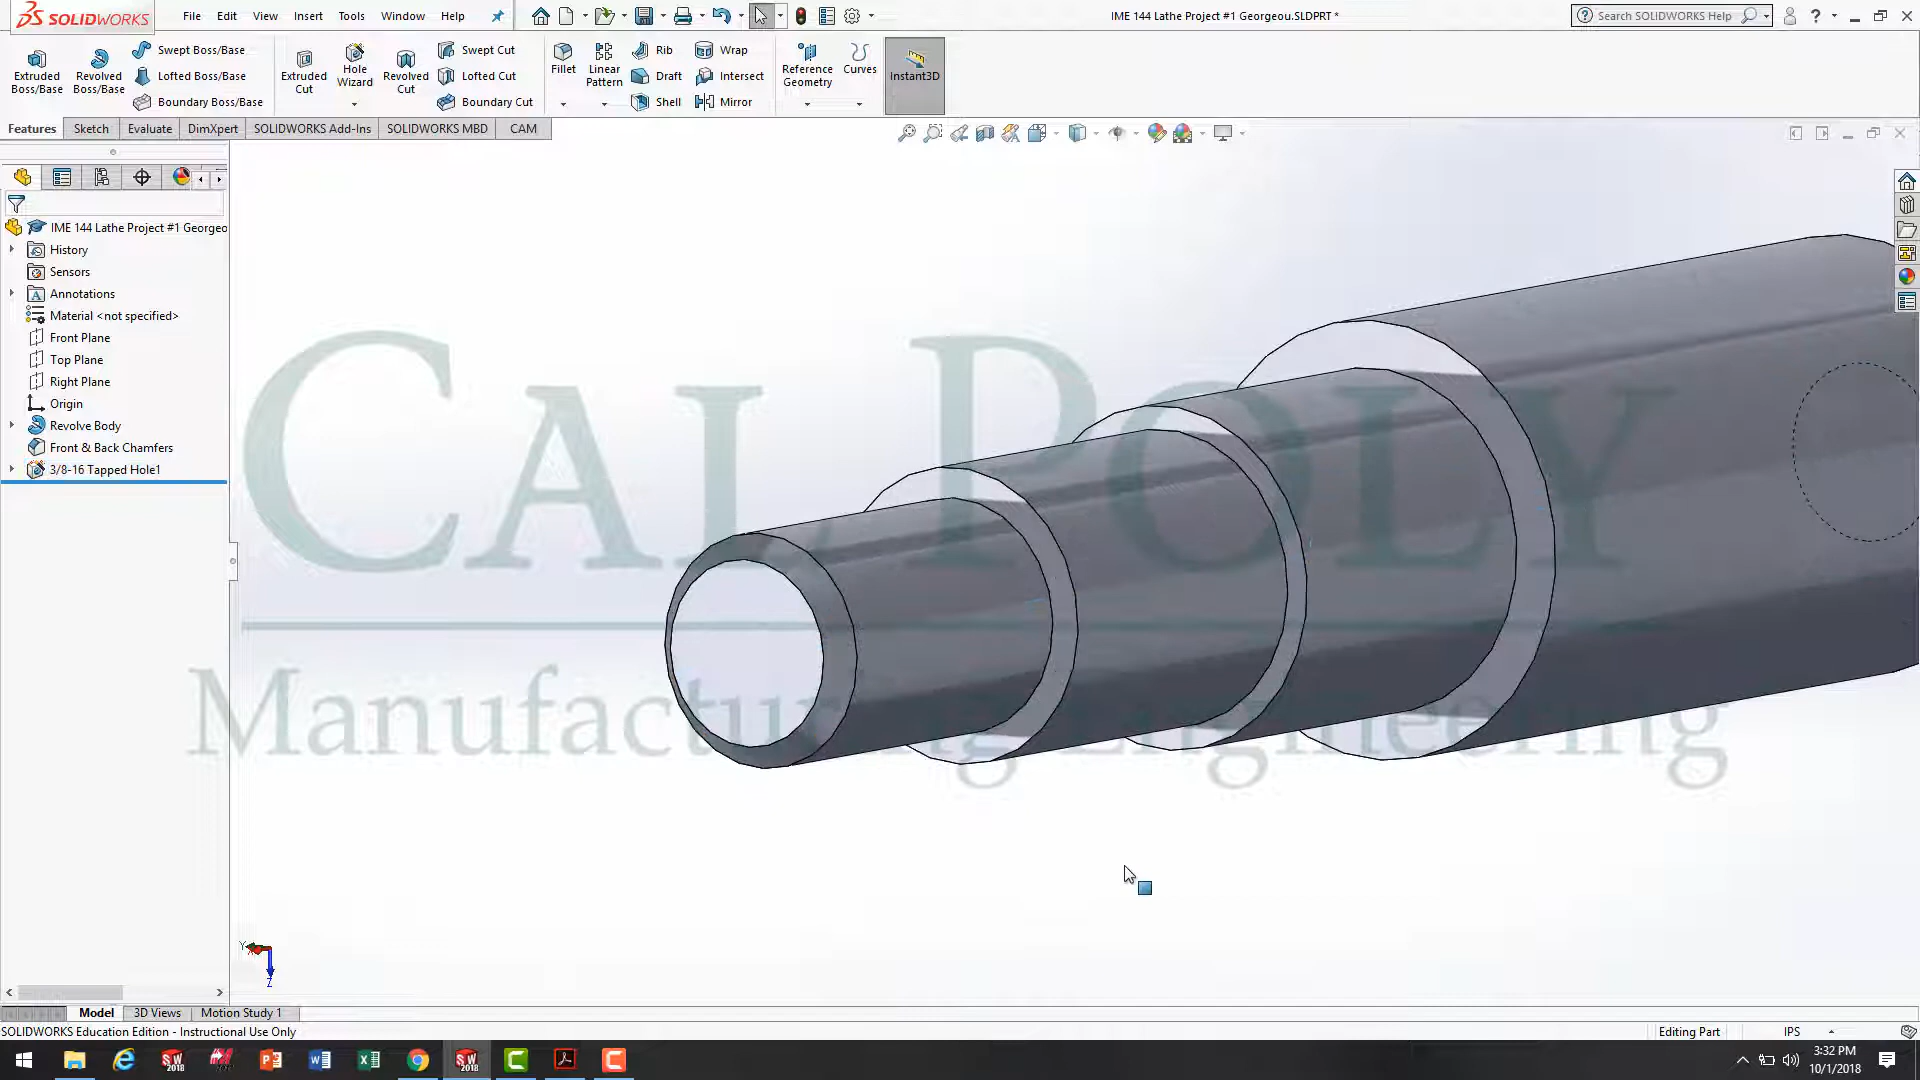 SOLIDWORKS
File Edit View Insert Tools Window Help
IME 144 Lathe Project #1 Georgeou.SLDPRT *
Search SOLIDWORKS Help
Extruded Boss/Base
Revolved Boss/Base
Swept Boss/Base
Lofted Boss/Base
Boundary Boss/Base
Extruded Cut
Hole Wizard
Revolved Cut
Swept Cut
Lofted Cut
Boundary Cut
Fillet
Linear Pattern
Rib
Draft
Shell
Wrap
Intersect
Mirror
Reference Geometry
Curves
Instant3D
Features Sketch Evaluate DimXpert SOLIDWORKS Add-Ins SOLIDWORKS MBD CAM
IME 144 Lathe Project #1 Georgeo
History
Sensors
Annotations
Material <not specified>
Front Plane
Top Plane
Right Plane
Origin
Revolve Body
Front & Back Chamfers
3/8-16 Tapped Hole1
CAL POLY
Manufacturing Engineering
Y
Z
Model 3D Views Motion Study 1
SOLIDWORKS Education Edition - Instructional Use Only
Editing Part
IPS
3:32 PM
10/1/2018